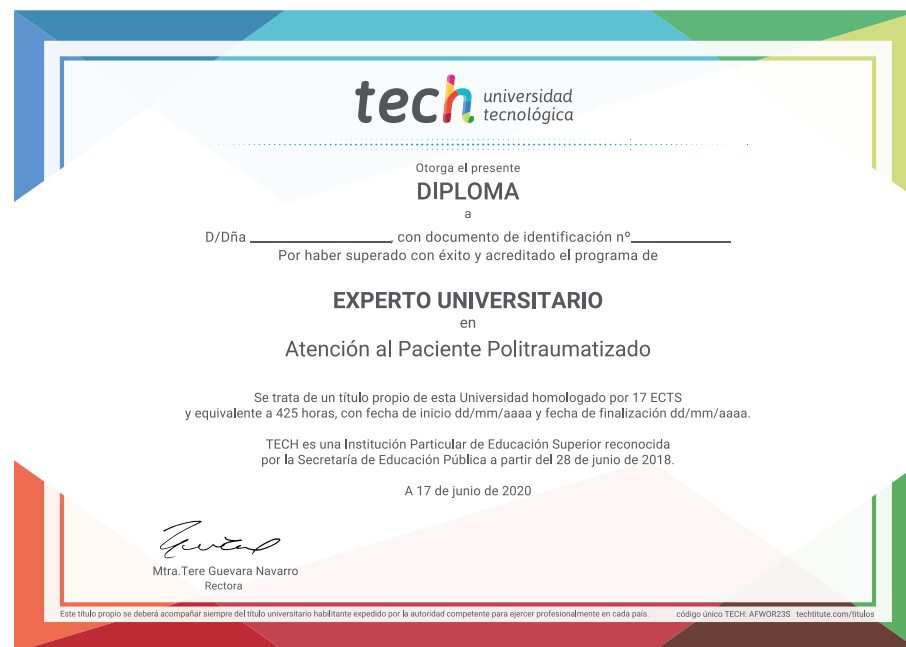 tech universidad
tecnológica
Otorga el presente
DIPLOMA
a
D/Dña ____________________, con documento de identificación nº______________
Por haber superado con éxito y acreditado el programa de
EXPERTO UNIVERSITARIO
en
Atención al Paciente Politraumatizado
Se trata de un título propio de esta Universidad homologado por 17 ECTS
y equivalente a 425 horas, con fecha de inicio dd/mm/aaaa y fecha de finalización dd/mm/aaaa.
TECH es una Institución Particular de Educación Superior reconocida
por la Secretaría de Educación Pública a partir del 28 de junio de 2018.
A 17 de junio de 2020
Mtra.Tere Guevara Navarro
Rectora
Este título propio se deberá acompañar siempre del título universitario habilitante expedido por la autoridad competente para ejercer profesionalmente en cada país. código único TECH: AFWOR23S techtitute.com/titulos